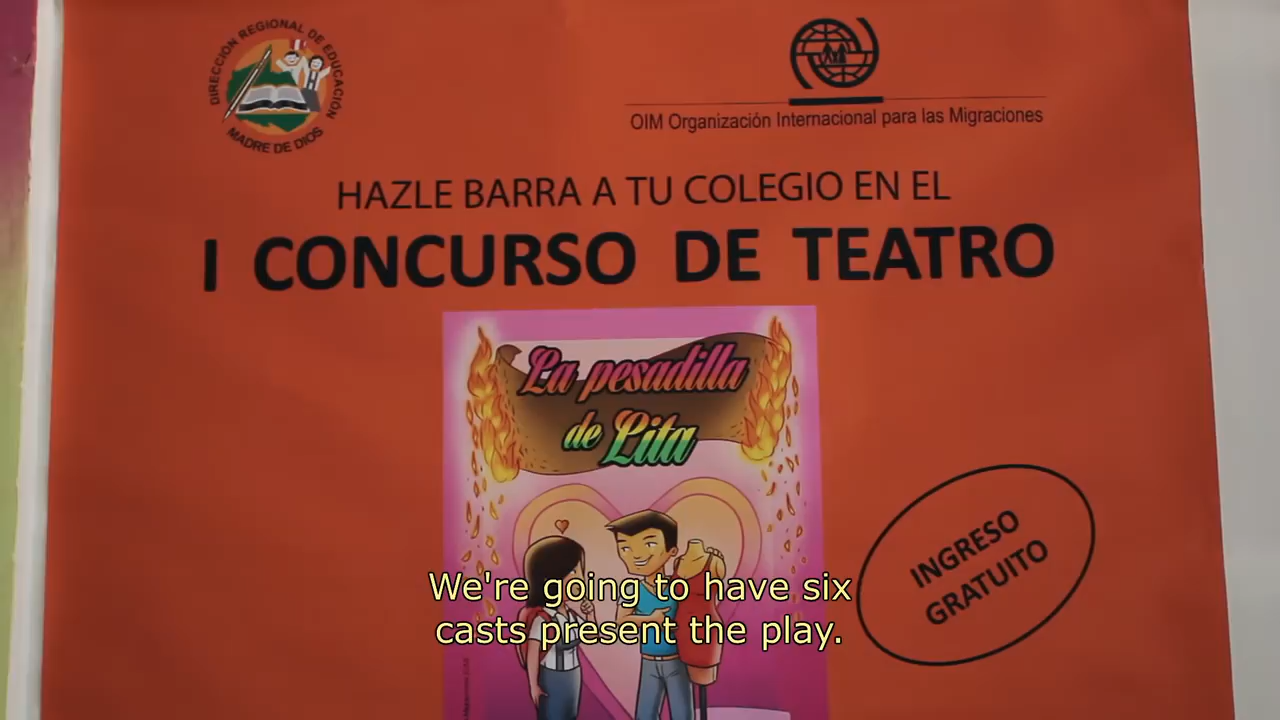 DIRECCIÓN REGIONAL DE EDUCACIÓN
MADRE DE DIOS
OIM Organización Internacional para las Migraciones
HAZLE BARRA A TU COLEGIO EN EL
I CONCURSO DE TEATRO
La pesadilla
de Lita
INGRESO
GRATUITO
We're going to have six
casts present the play.